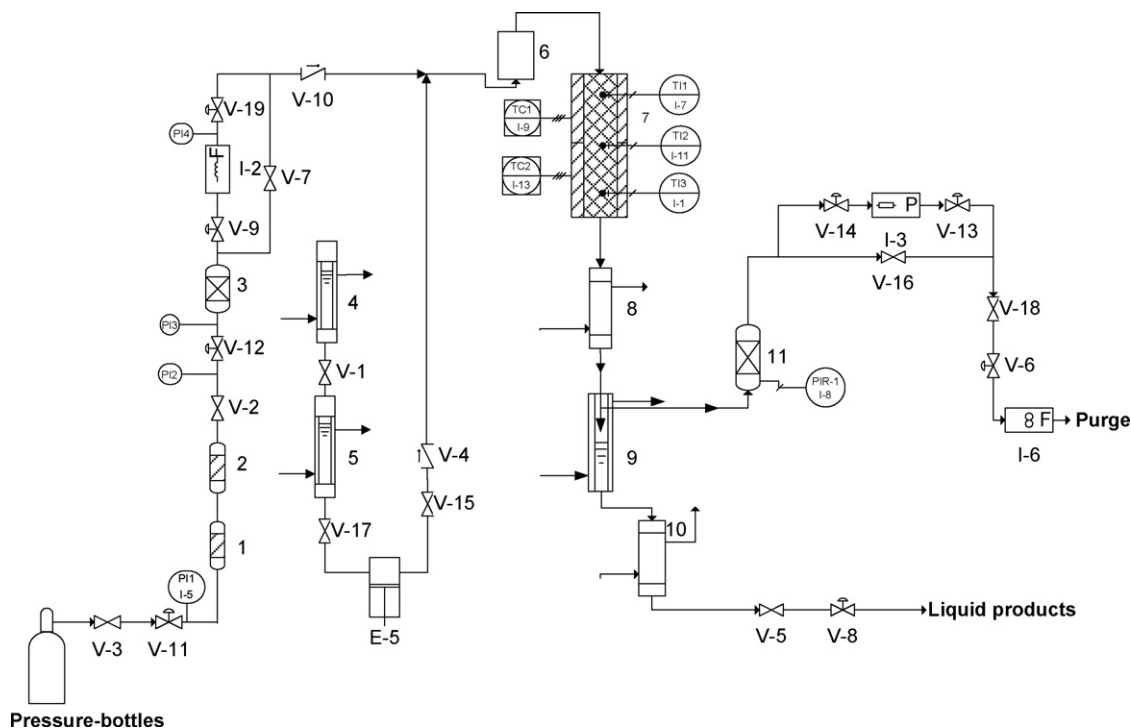 6
V-10
V-19
PI4
I-2
V-7
V-9
3
PI3
V-12
PI2
V-2
2
1
PI1
I-5
V-3
V-11
Pressure-bottles
4
V-1
5
V-17
E-5
V-4
V-15
TC1
I-9
TC2
I-13
TI1
I-7
7
TI2
I-11
TI3
I-1
8
9
10
11
PIR-1
I-8
V-14
P
I-3
V-13
V-16
V-18
V-6
8 F
I-6
Purge
V-5
V-8
Liquid products